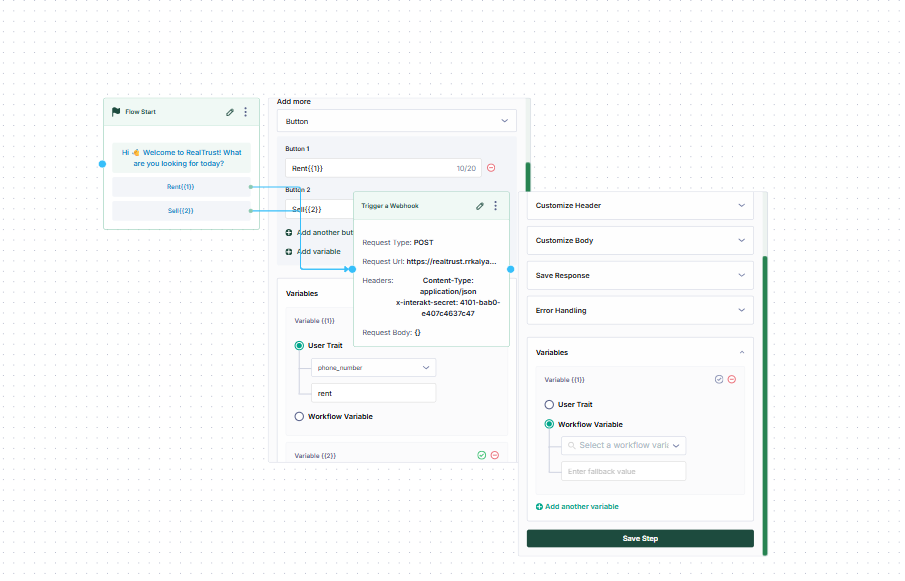 Flow Start
Hi 👋 Welcome to RealTrust! What
are you looking for today?
Rent{{1}}
Sell{{2}}
Add more
Button
Button 1
Rent{{1}}
10/20
Button 2
Sell{{2}}
Add another but
Add variable
Variables
Variable {{1}}
User Trait
phone_number
rent
Workflow Variable
Variable {{2}}
Trigger a Webhook
Request Type: POST
Request Url: https://realtrust.rrkalya...
Headers: Content-Type:
application/json
x-interakt-secret: 4101-bab0-
e407c4637c47
Request Body: {}
Customize Header
Customize Body
Save Response
Error Handling
Variables
Variable {{1}}
User Trait
Workflow Variable
Select a workflow varia
Enter fallback value
Add another variable
Save Step